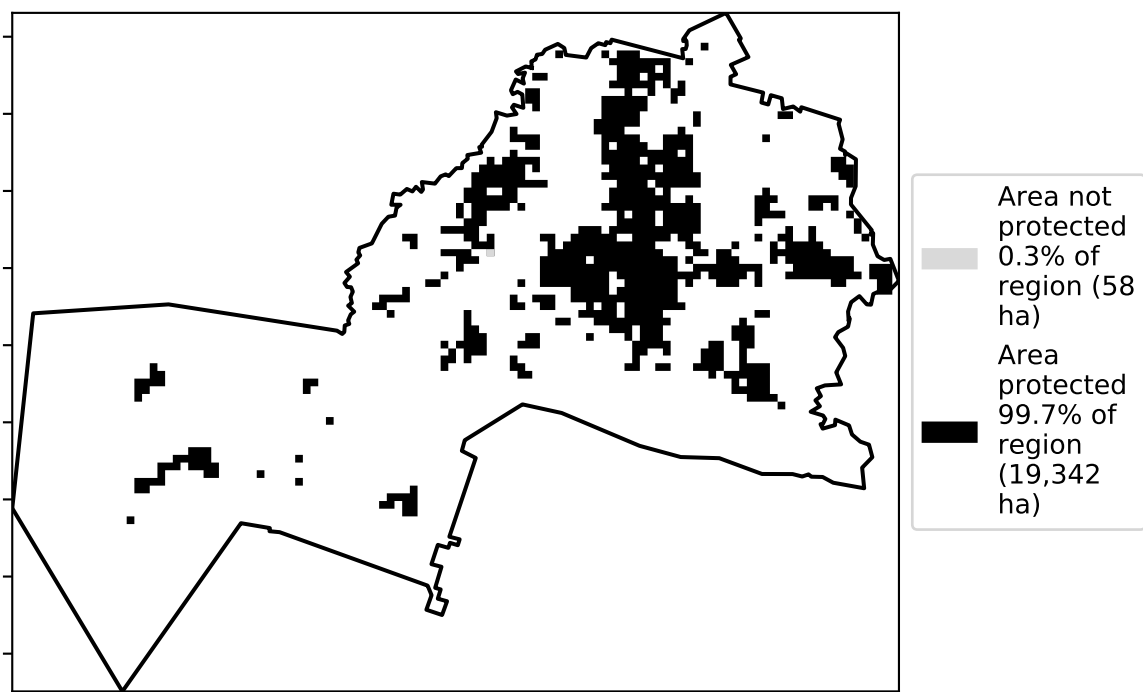 Area not
protected
0.3% of
region (58
ha)
Area
protected
99.7% of
region
(19,342
ha)